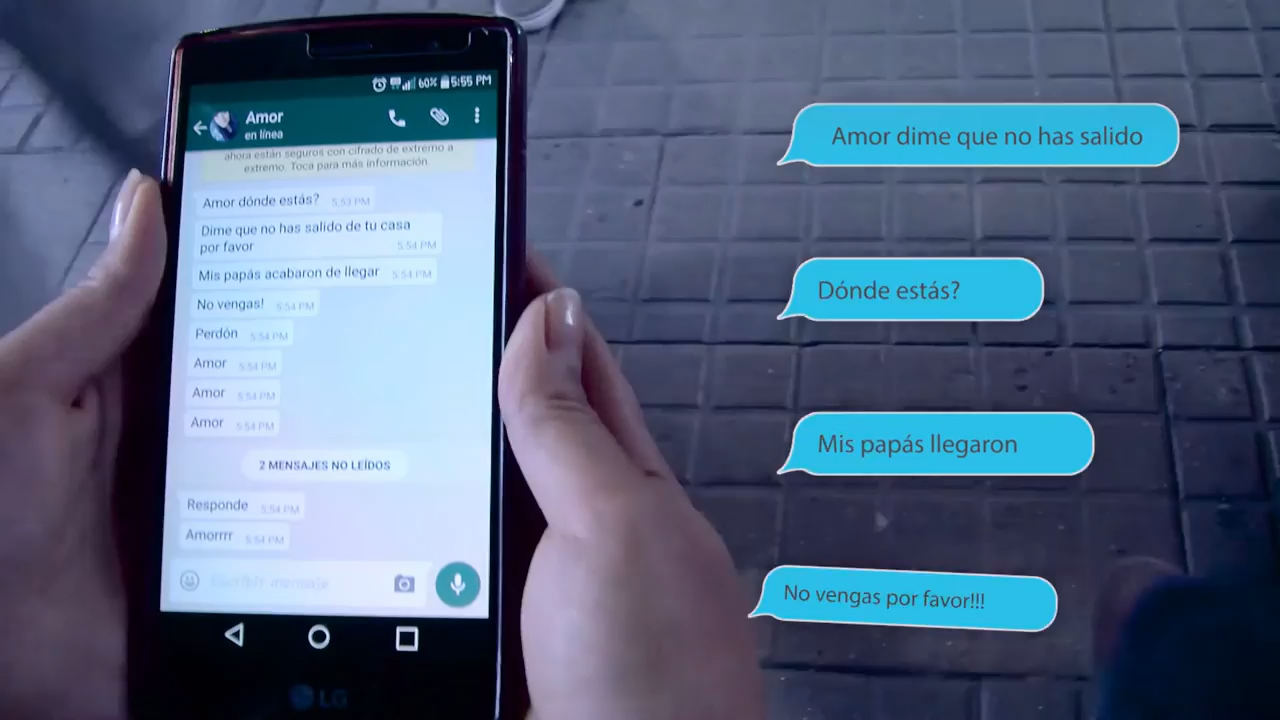 60% 5:55 PM
Amor
en línea
ahora están seguros con cifrado de extremo a
extremo. Toca para más información.
Amor dónde estás? 5:53 PM
Dime que no has salido de tu casa
por favor 5:54 PM
Mis papás acabaron de llegar 5:54 PM
No vengas! 5:54 PM
Perdón 5:54 PM
Amor 5:54 PM
Amor 5:54 PM
Amor 5:54 PM
2 MENSAJES NO LEÍDOS
Responde 5:54 PM
Amorrrr 5:54 PM
Escribir mensaje
LG
Amor dime que no has salido
Dónde estás?
Mis papás llegaron
No vengas por favor!!!